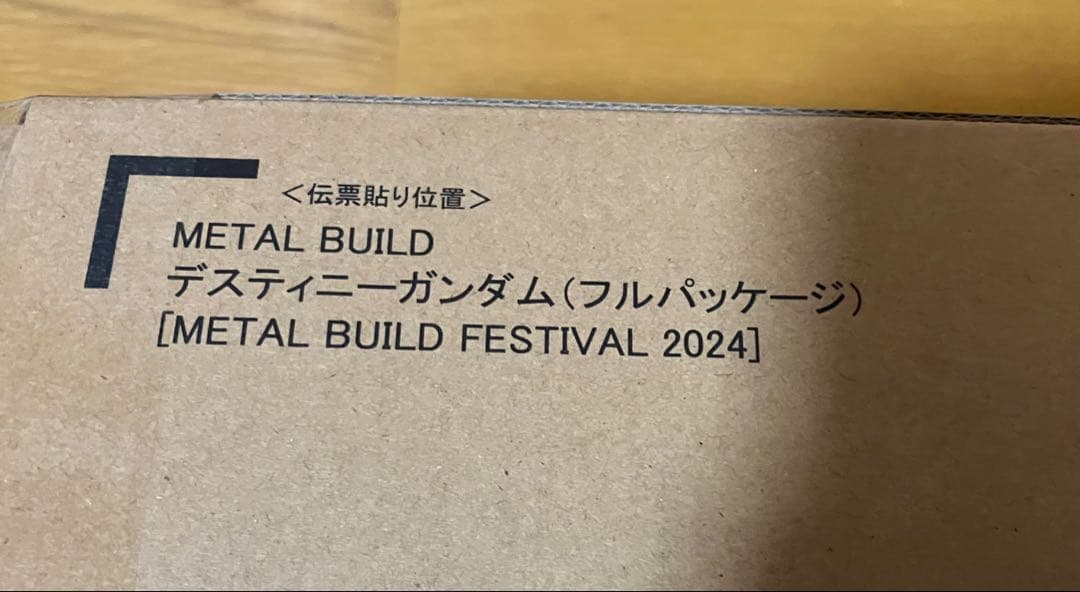 ＜伝票貼り位置＞
METAL BUILD
デスティニーガンダム（フルパッケージ）
[METAL BUILD FESTIVAL 2024]